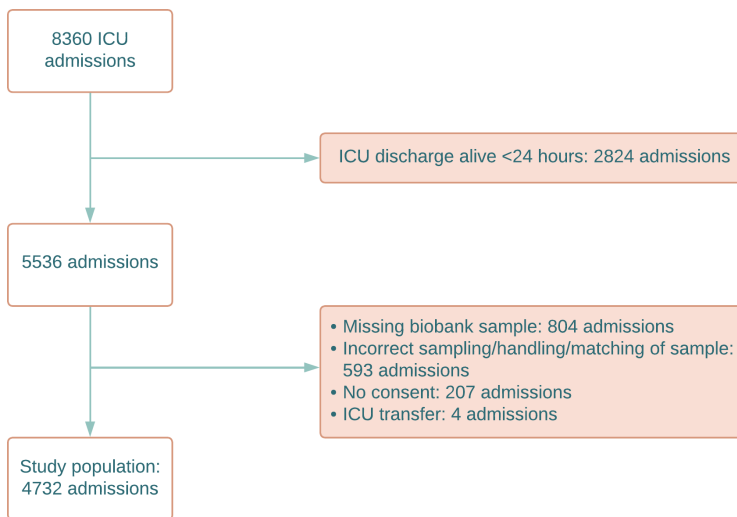 8360 ICU
admissions
ICU discharge alive <24 hours: 2824 admissions
5536 admissions
• Missing biobank sample: 804 admissions
• Incorrect sampling/handling/matching of sample:
593 admissions
• No consent: 207 admissions
• ICU transfer: 4 admissions
Study population:
4732 admissions